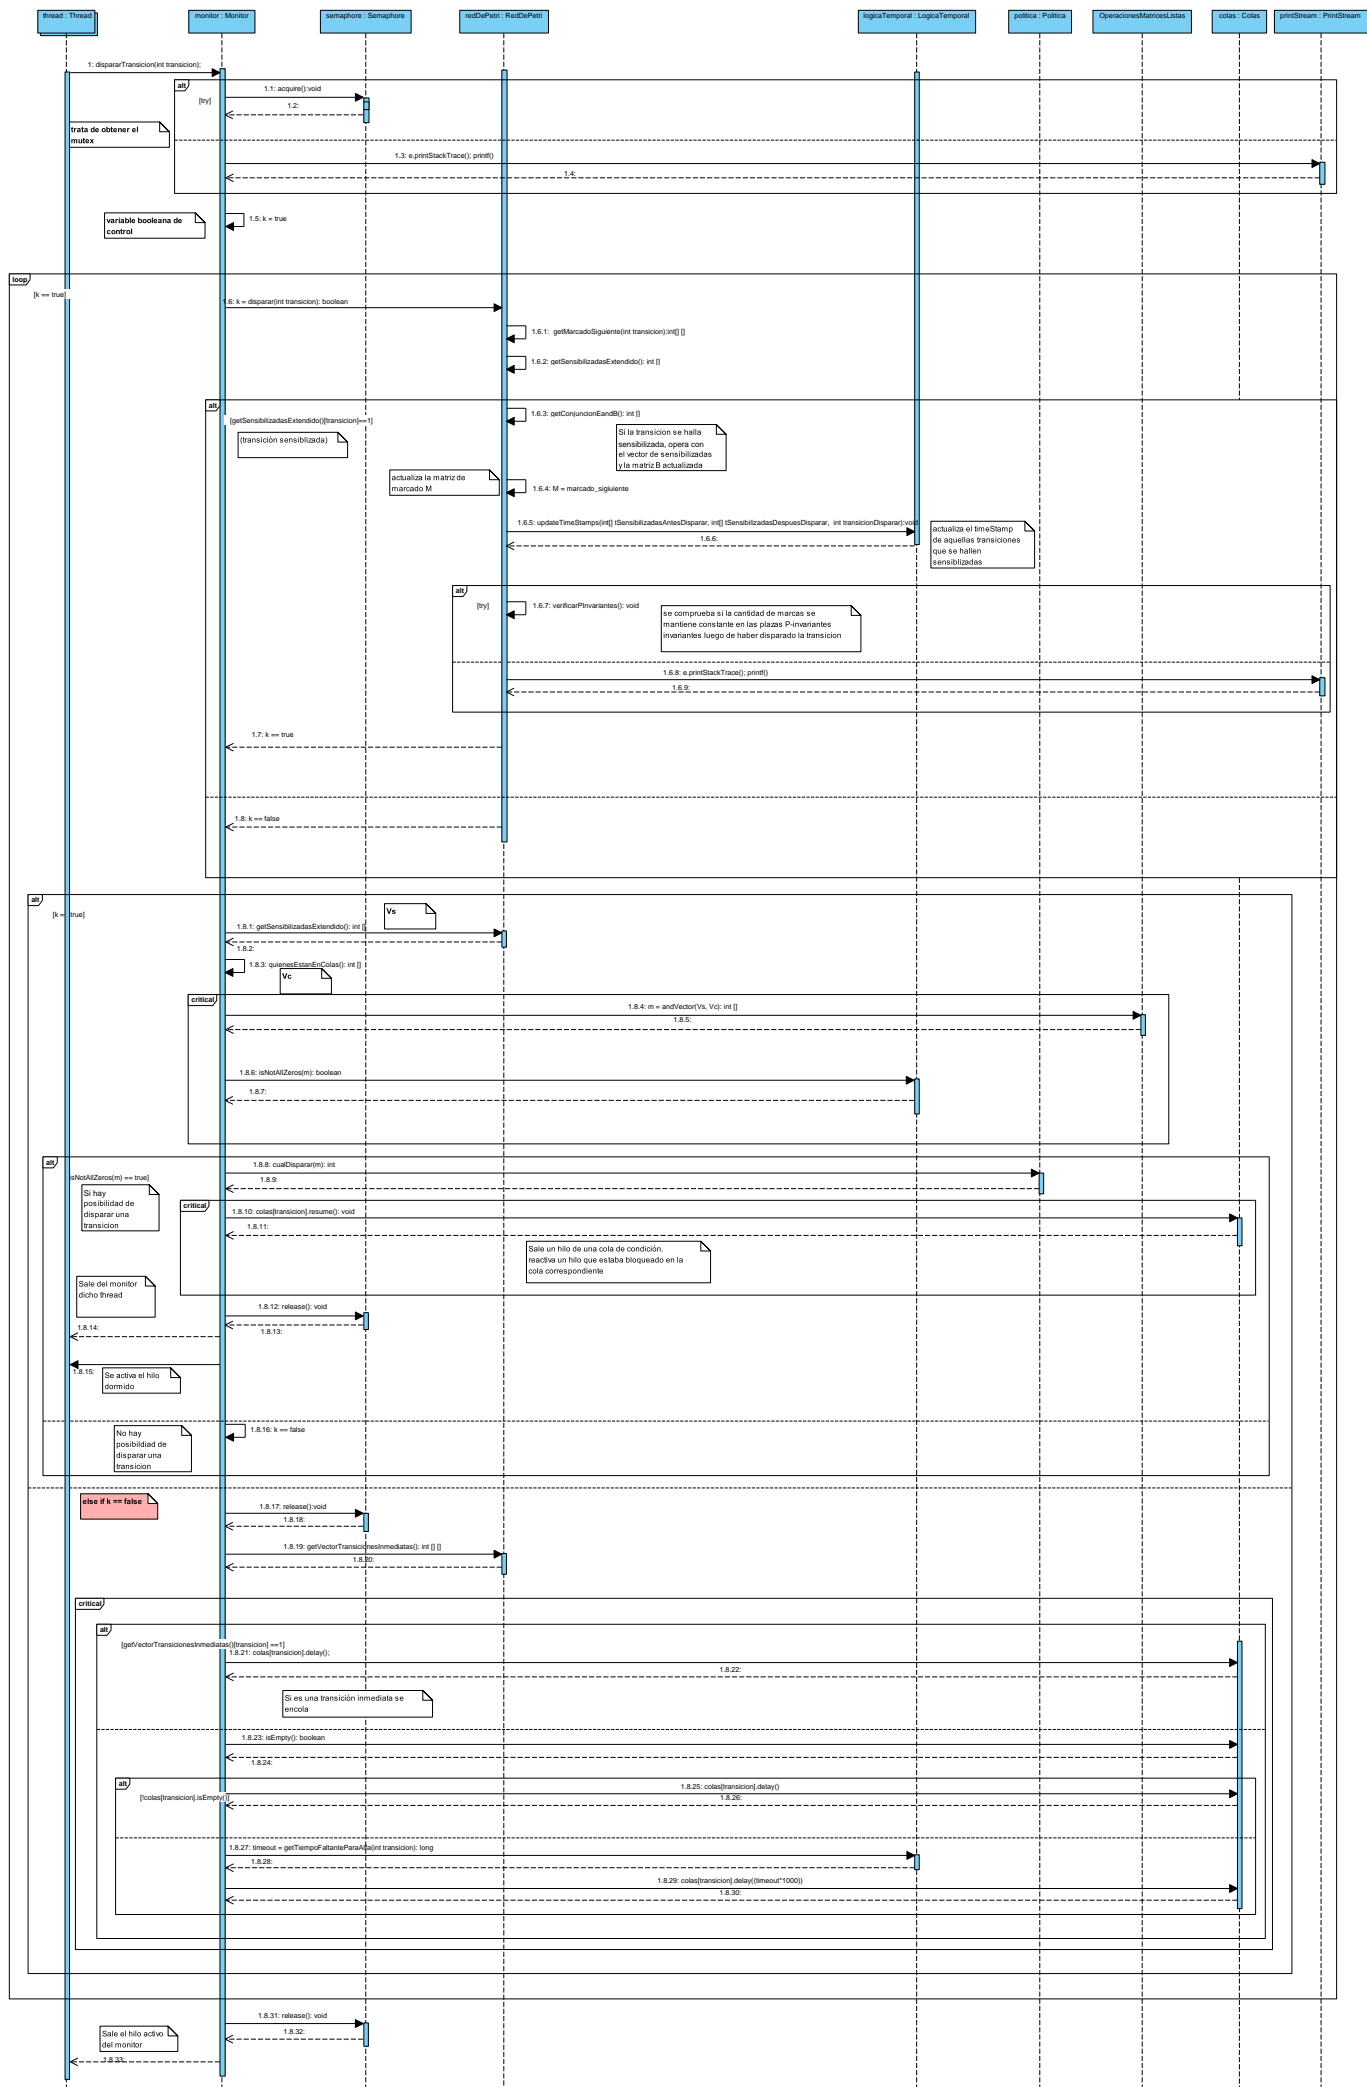 thread : Thread
monitor : Monitor
semaphore : Semaphore
redDePetri : RedDePetri
logicaTemporal : LogicaTemporal
politica : Politica
OperacionesMatricesListas
colas : Colas
printStream : PrintStream
1: dispararTransicion(int transicion);
alt
[try]
1.1: acquire():void
1.2:
trata de obtener el
mutex
1.3: e.printStackTrace(); printf()
1.4:
variable booleana de
control
1.5: k = true
loop
[k == true]
1.6: k = disparar(int transicion): boolean
1.6.1: getMarcadoSiguiente(int transicion):int[] []
1.6.2: getSensibilizadasExtendido(): int []
alt
[getSensibilizadasExtendido()[transicion]==1]
1.6.3: getConjuncionEandB(): int []
(transición sensiblizada)
Si la transicion se halla
sensibilizada, opera con
el vector de sensibilizadas
y la matriz B actualizada
actualiza la matriz de
marcado M
1.6.4: M = marcado_sigiuiente
1.6.5: updateTimeStamps(int[] tSensibilizadasAntesDisparar, int[] tSensibilizadasDespuesDisparar, int transicionDisparar):void
1.6.6:
actualiza el timeStamp
de aquellas transiciones
que se hallen
sensiblizadas
alt
[try]
1.6.7: verificarPInvariantes(): void
se comprueba si la cantidad de marcas se
mantiene constante en las plazas P-invariantes
invariantes luego de haber disparado la transicion
1.6.8: e.printStackTrace(); printf()
1.6.9:
1.7: k == true
1.8: k == false
alt
[k == true]
Vs
1.8.1: getSensibilizadasExtendido(): int []
1.8.2:
1.8.3: quienesEstanEnColas(): int []
Vc
critical
1.8.4: m = andVector(Vs, Vc): int []
1.8.5:
1.8.6: isNotAllZeros(m): boolean
1.8.7:
alt
isNotAllZeros(m) == true]
1.8.8: cualDisparar(m): int
1.8.9:
Si hay
posibilidad de
disparar una
transicion
critical
1.8.10: colas[transicion].resume(): void
1.8.11:
Sale un hilo de una cola de condición.
reactiva un hilo que estaba bloqueado en la
cola correspondiente
Sale del monitor
dicho thread
1.8.12: release(): void
1.8.13:
1.8.14:
1.8.15:
Se activa el hilo
dormido
No hay
posibildiad de
disparar una
transicion
1.8.16: k == false
else if k == false
1.8.17: release():void
1.8.18:
1.8.19: getVectorTransicionesInmediatas(): int [] []
1.8.20:
critical
alt
[getVectorTransicionesInmediatas()[transicion] ==1]
1.8.21: colas[transicion].delay();
1.8.22:
Si es una transición inmediata se
encola
1.8.23: isEmpty(): boolean
1.8.24:
alt
[!colas[transicion].isEmpty()]
1.8.25: colas[transicion].delay()
1.8.26:
1.8.27: timeout = getTiempoFaltanteParaAlfa(int transicion): long
1.8.28:
1.8.29: colas[transicion].delay((timeout*1000))
1.8.30:
1.8.31: release(): void
1.8.32:
Sale el hilo activo
del monitor
1.8.33: